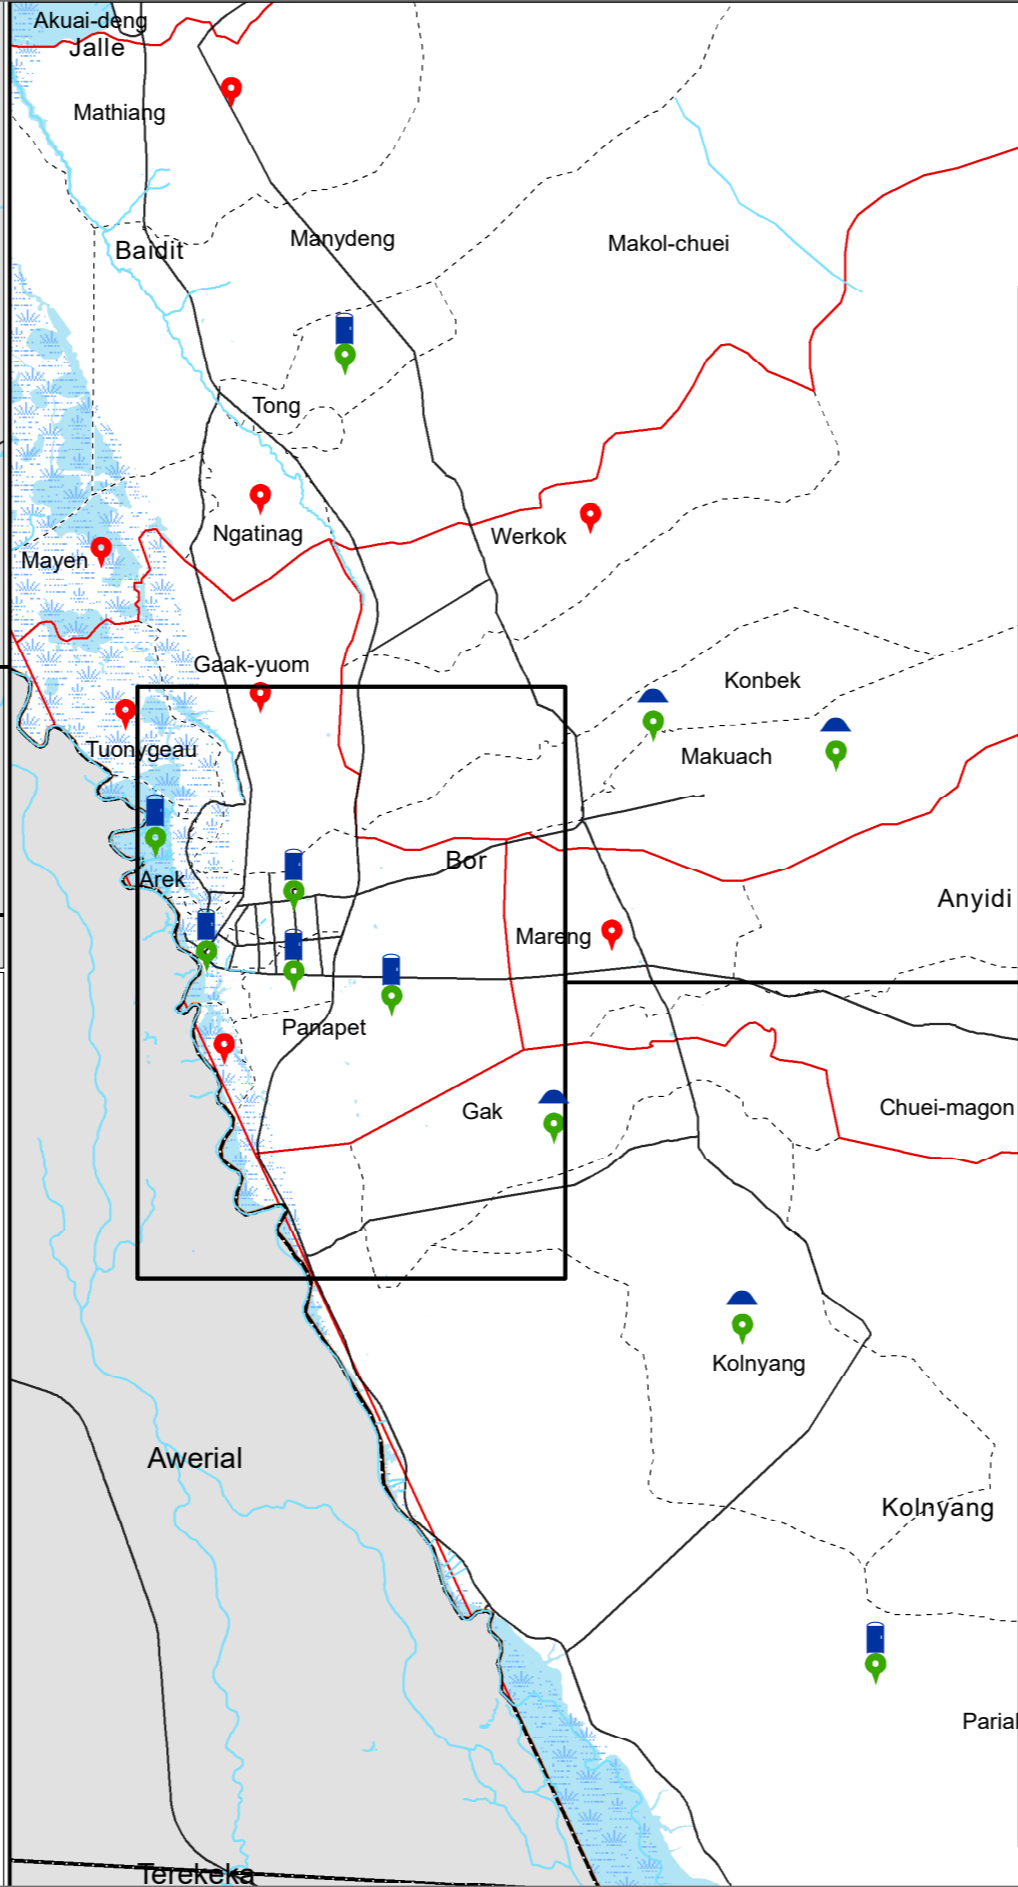 Akuai-deng
Jalle
Mathiang
Manydeng
Makol-chuei
Baidit
Tong
Ngatinag
Werkok
Mayen
Gaak-yuom
Konbek
Tuonygeau
Makuach
Bor
Arek
Anyidi
Mareng
Panapet
Gak
Chuei-magon
Kolnyang
Awerial
Kolnyang
Pariak
Terekeka